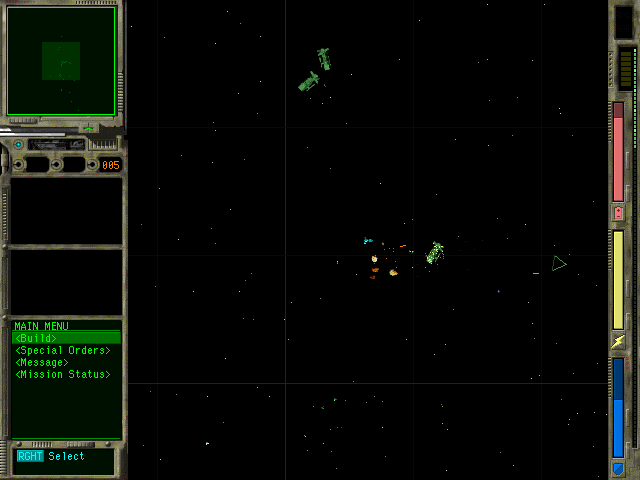 005
MAIN MENU
<Build>
<Special Orders>
<Message>
<Mission Status>
RGHT Select